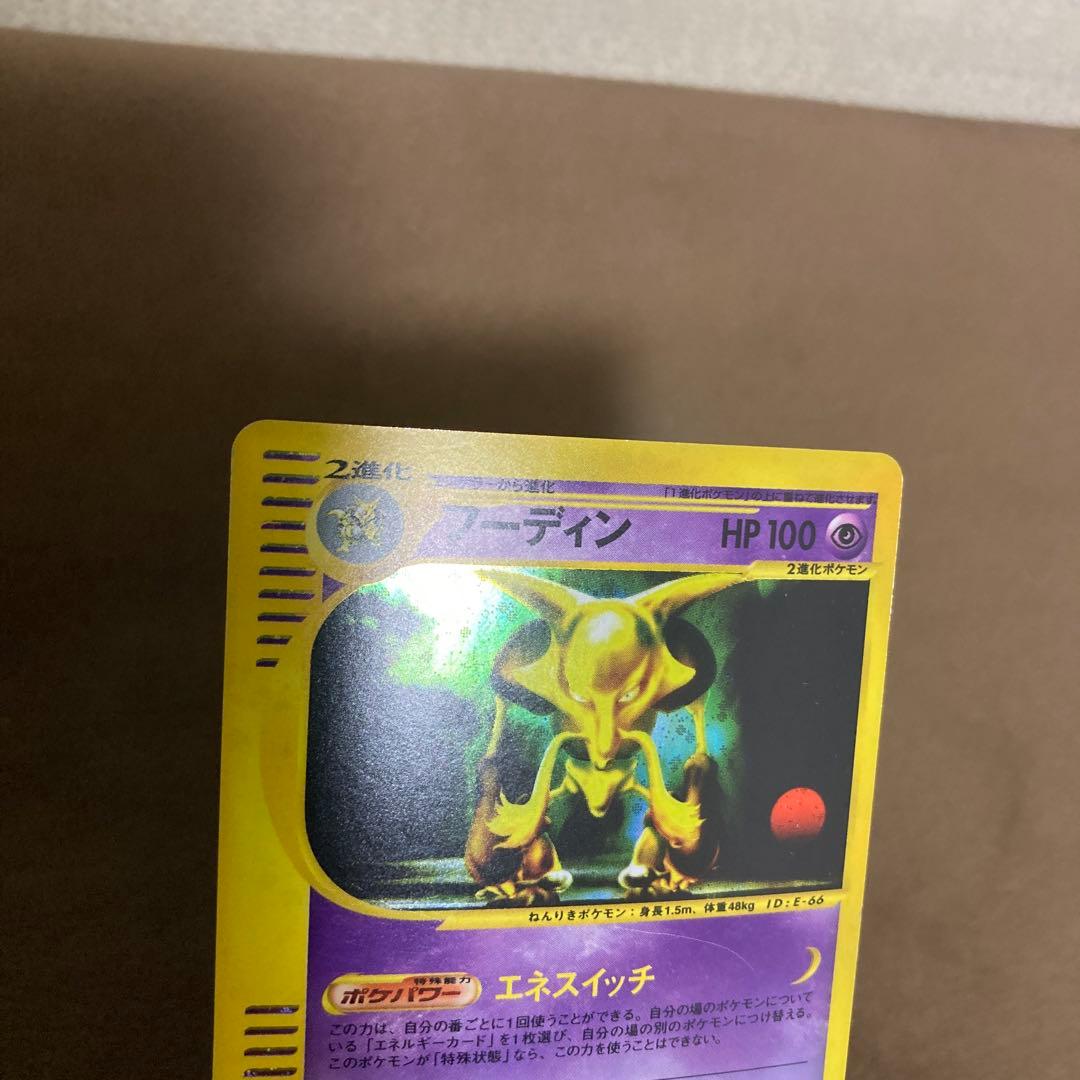 2進化
ーから進化
「1進化ポケモン」の上に重ねて進化させます
フーディン
HP 100
2進化ポケモン
ねんりきポケモン：身長1.5m、体重48kg ID：E-66
特殊能力
ポケパワー
エネスイッチ
この力は、自分の番ごとに1回使うことができる。自分の場のポケモンについて
いる「エネルギーカード」を1枚選び、自分の場の別のポケモンにつけ替える。
このポケモンが「特殊状態」なら、この力を使うことはできない。